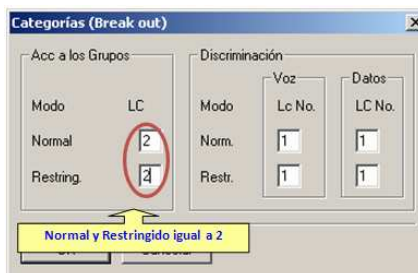 Categorías (Break out)
Acc a los Grupos
Discriminación
Voz
Datos
Modo LC Modo Lc No. LC No.
Normal 2 Norm. 1 1
Restring. 2 Restr. 1 1
Normal y Restringido igual a 2